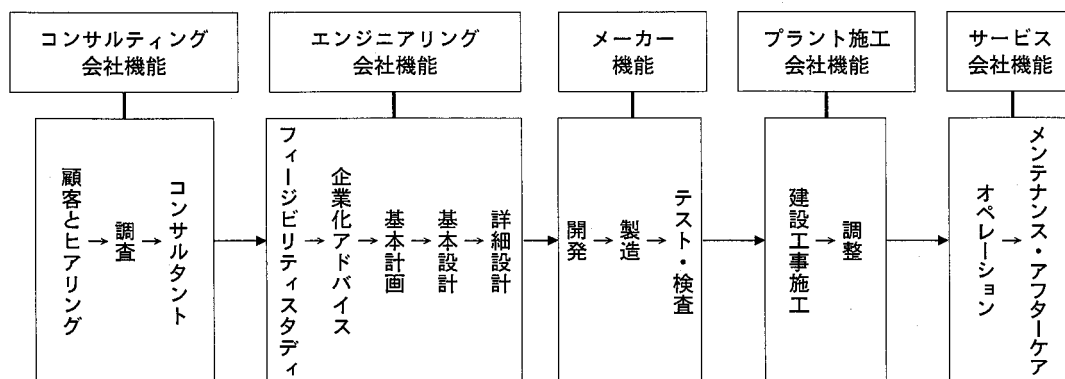 コンサルティング
会社機能
エンジニアリング
会社機能
メーカー
機能
プラント施工
会社機能
サービス
会社機能
顧客とヒアリング
→調査
→コンサルタント
→フィージビリティスタディ
→企業化アドバイス
→基本計画
→基本設計
→詳細設計
→開発
→製造
→テスト・検査
→建設工事施工
→調整
→オペレーション
→メンテナンス・アフターケア